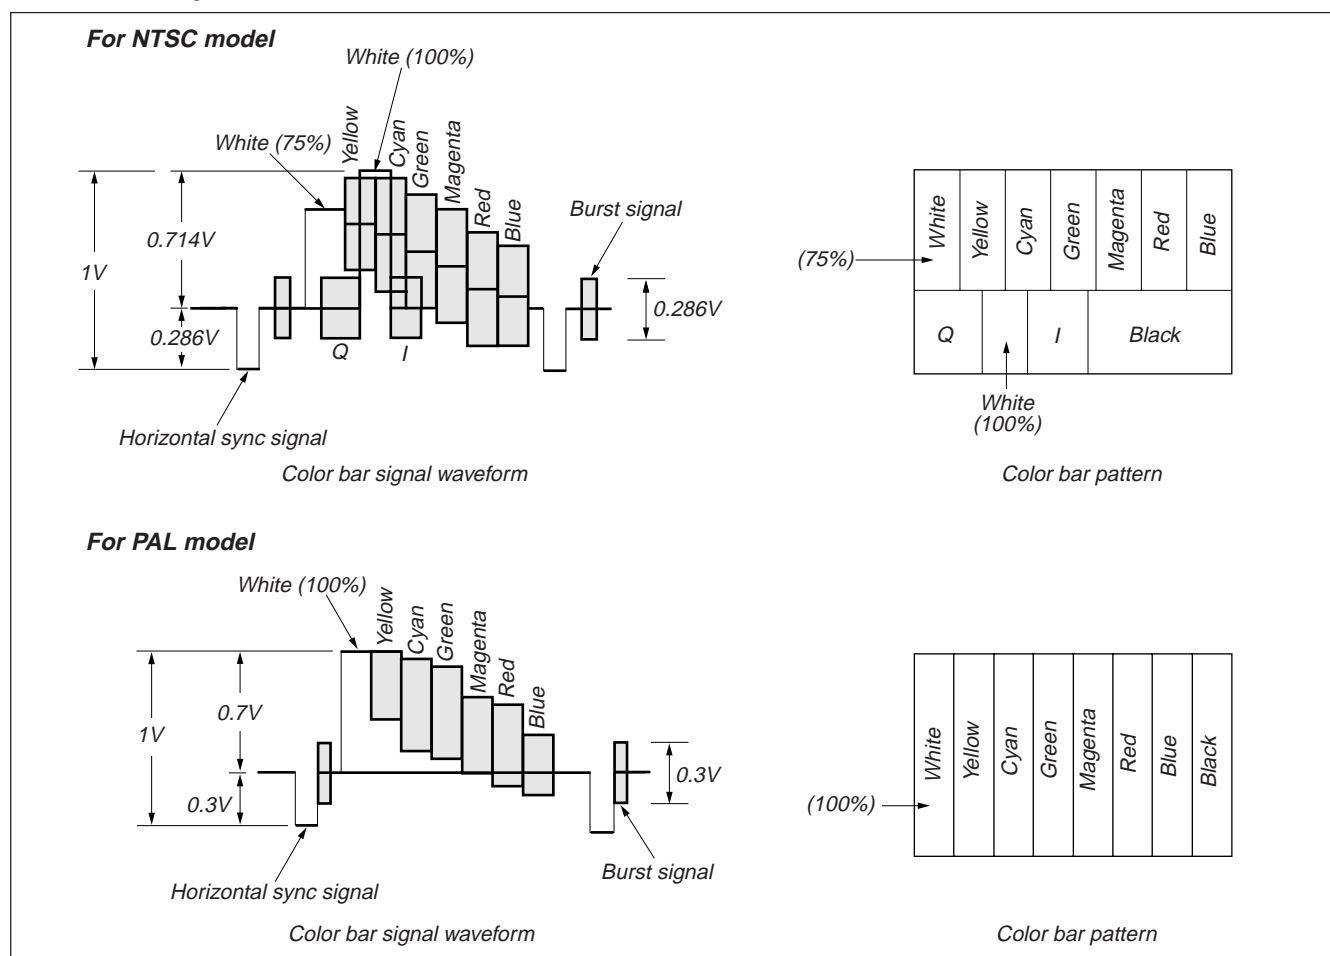 For NTSC model
White (100%)
White (75%)
Yellow
Cyan
Green
Magenta
Red
Blue
Burst signal
0.714V
1V
0.286V
0.286V
Q
I
Horizontal sync signal
Color bar signal waveform
White
Yellow
Cyan
Green
Magenta
Red
Blue
(75%)
Q
I
Black
White
(100%)
Color bar pattern
For PAL model
White (100%)
Yellow
Cyan
Green
Magenta
Red
Blue
0.7V
1V
0.3V
0.3V
Burst signal
Horizontal sync signal
Color bar signal waveform
White
Yellow
Cyan
Green
Magenta
Red
Blue
Black
(100%)
Color bar pattern